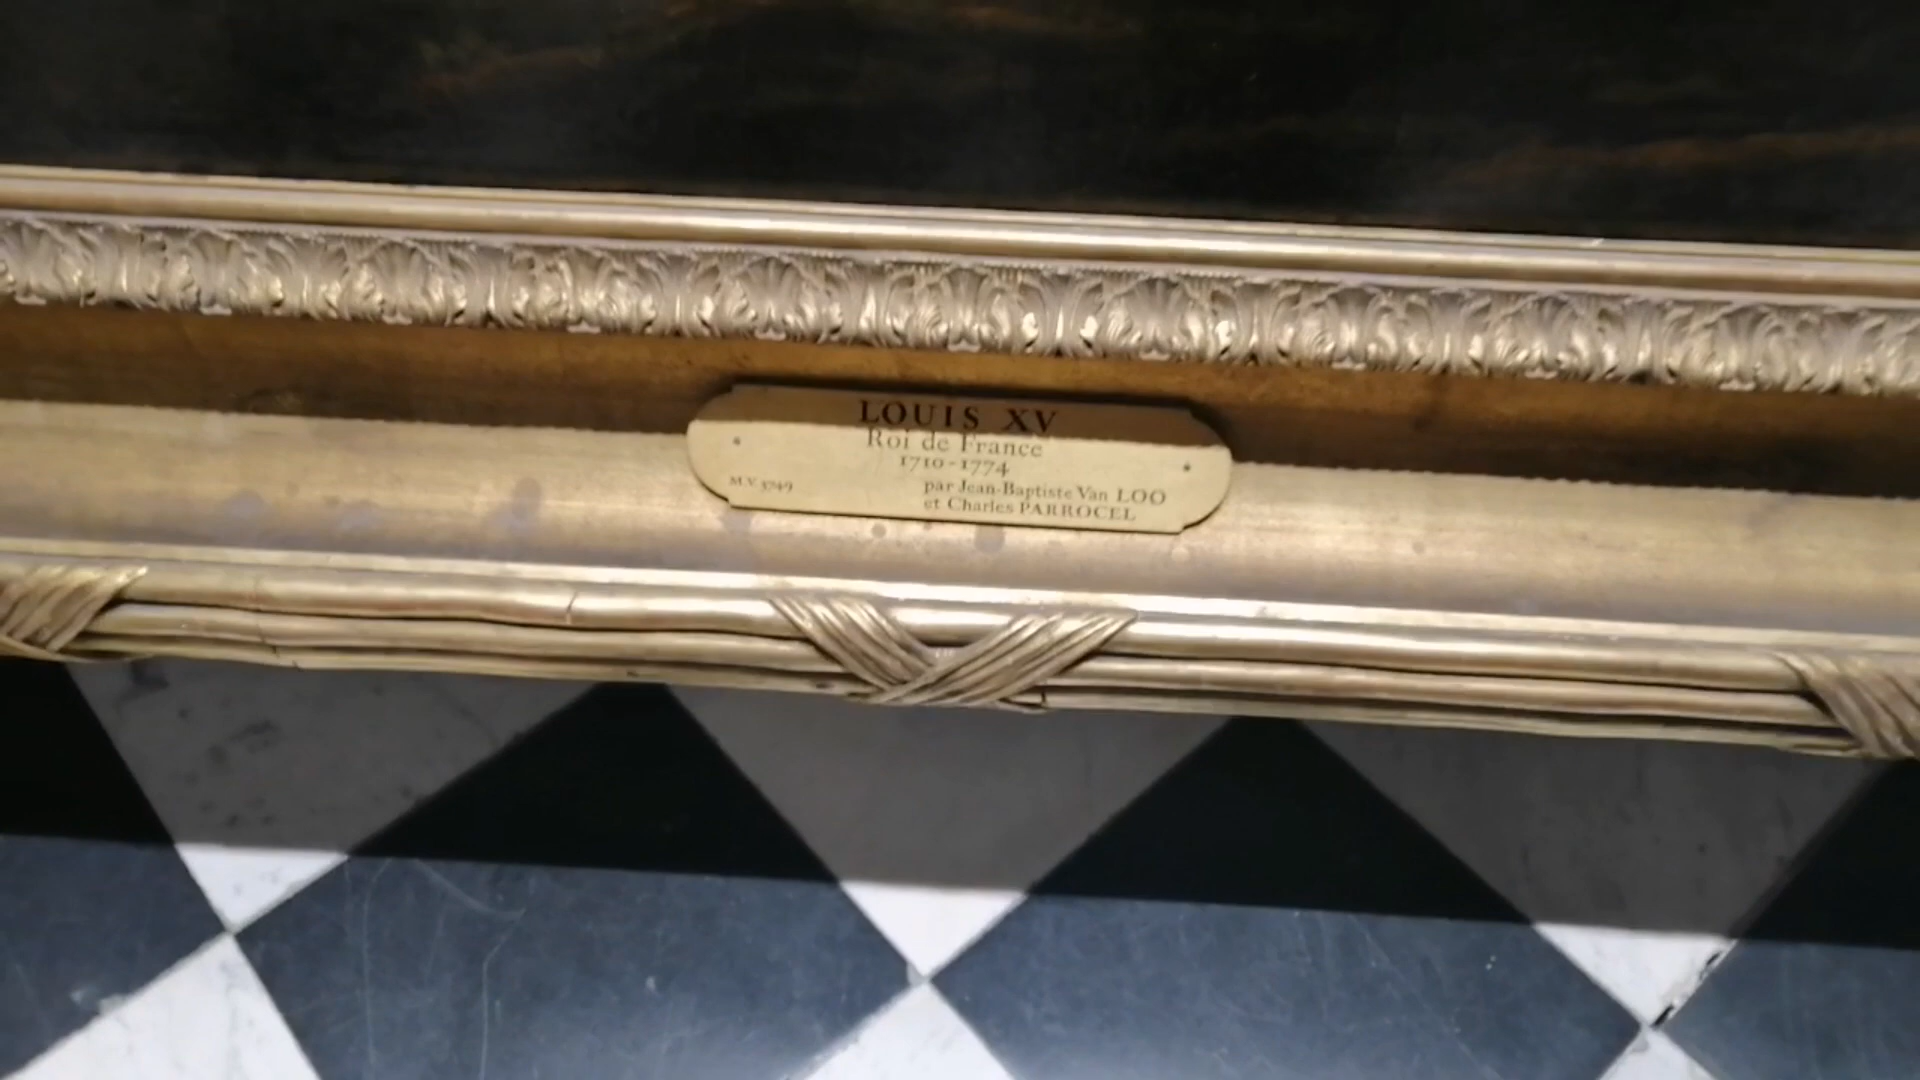 LOUIS XV
Roi de France
1710-1774
M.V. 3749
par Jean-Baptiste Van LOO
et Charles PARROCEL